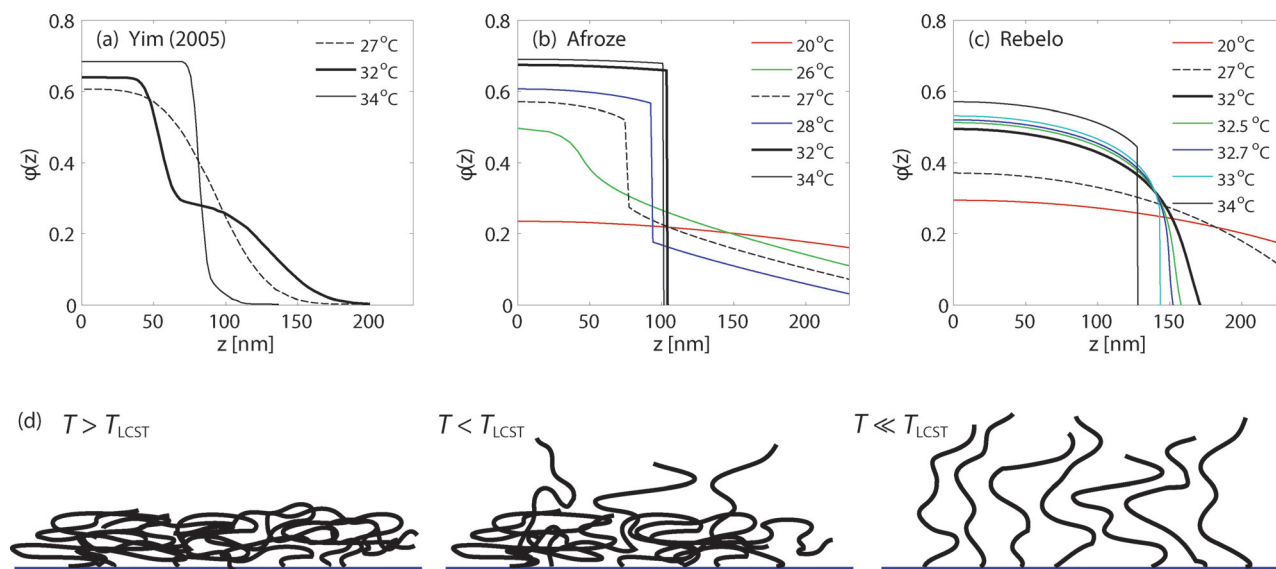 (a) Yim (2005)
27°C
32°C
34°C
0.8
0.6
0.4
0.2
0
φ(z)
0 50 100 150 200
z [nm]
(b) Afroze
20°C
26°C
27°C
28°C
32°C
34°C
0.8
0.6
0.4
0.2
0
φ(z)
0 50 100 150 200
z [nm]
(c) Rebelo
20°C
27°C
32°C
32.5°C
32.7°C
33°C
34°C
0.8
0.6
0.4
0.2
0
φ(z)
0 50 100 150 200
z [nm]
(d) T > T_LCST
T < T_LCST
T ≪ T_LCST